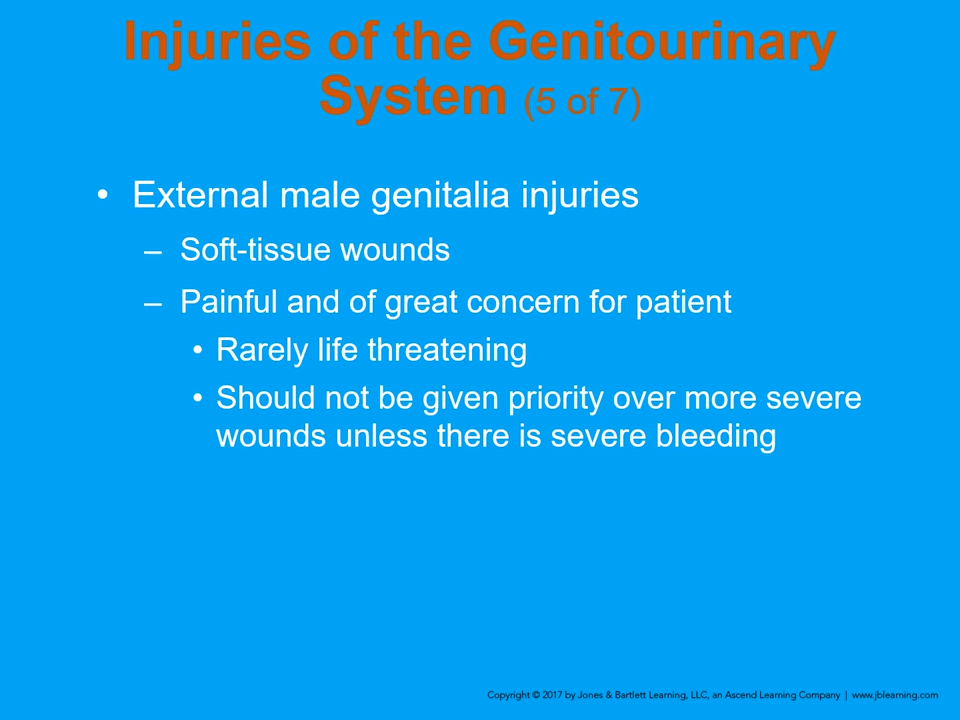 Injuries of the Genitourinary
System (5 of 7)
• External male genitalia injuries
– Soft-tissue wounds
– Painful and of great concern for patient
• Rarely life threatening
• Should not be given priority over more severe
wounds unless there is severe bleeding
Copyright © 2017 by Jones & Bartlett Learning, LLC, an Ascend Learning Company | www.jblearning.com